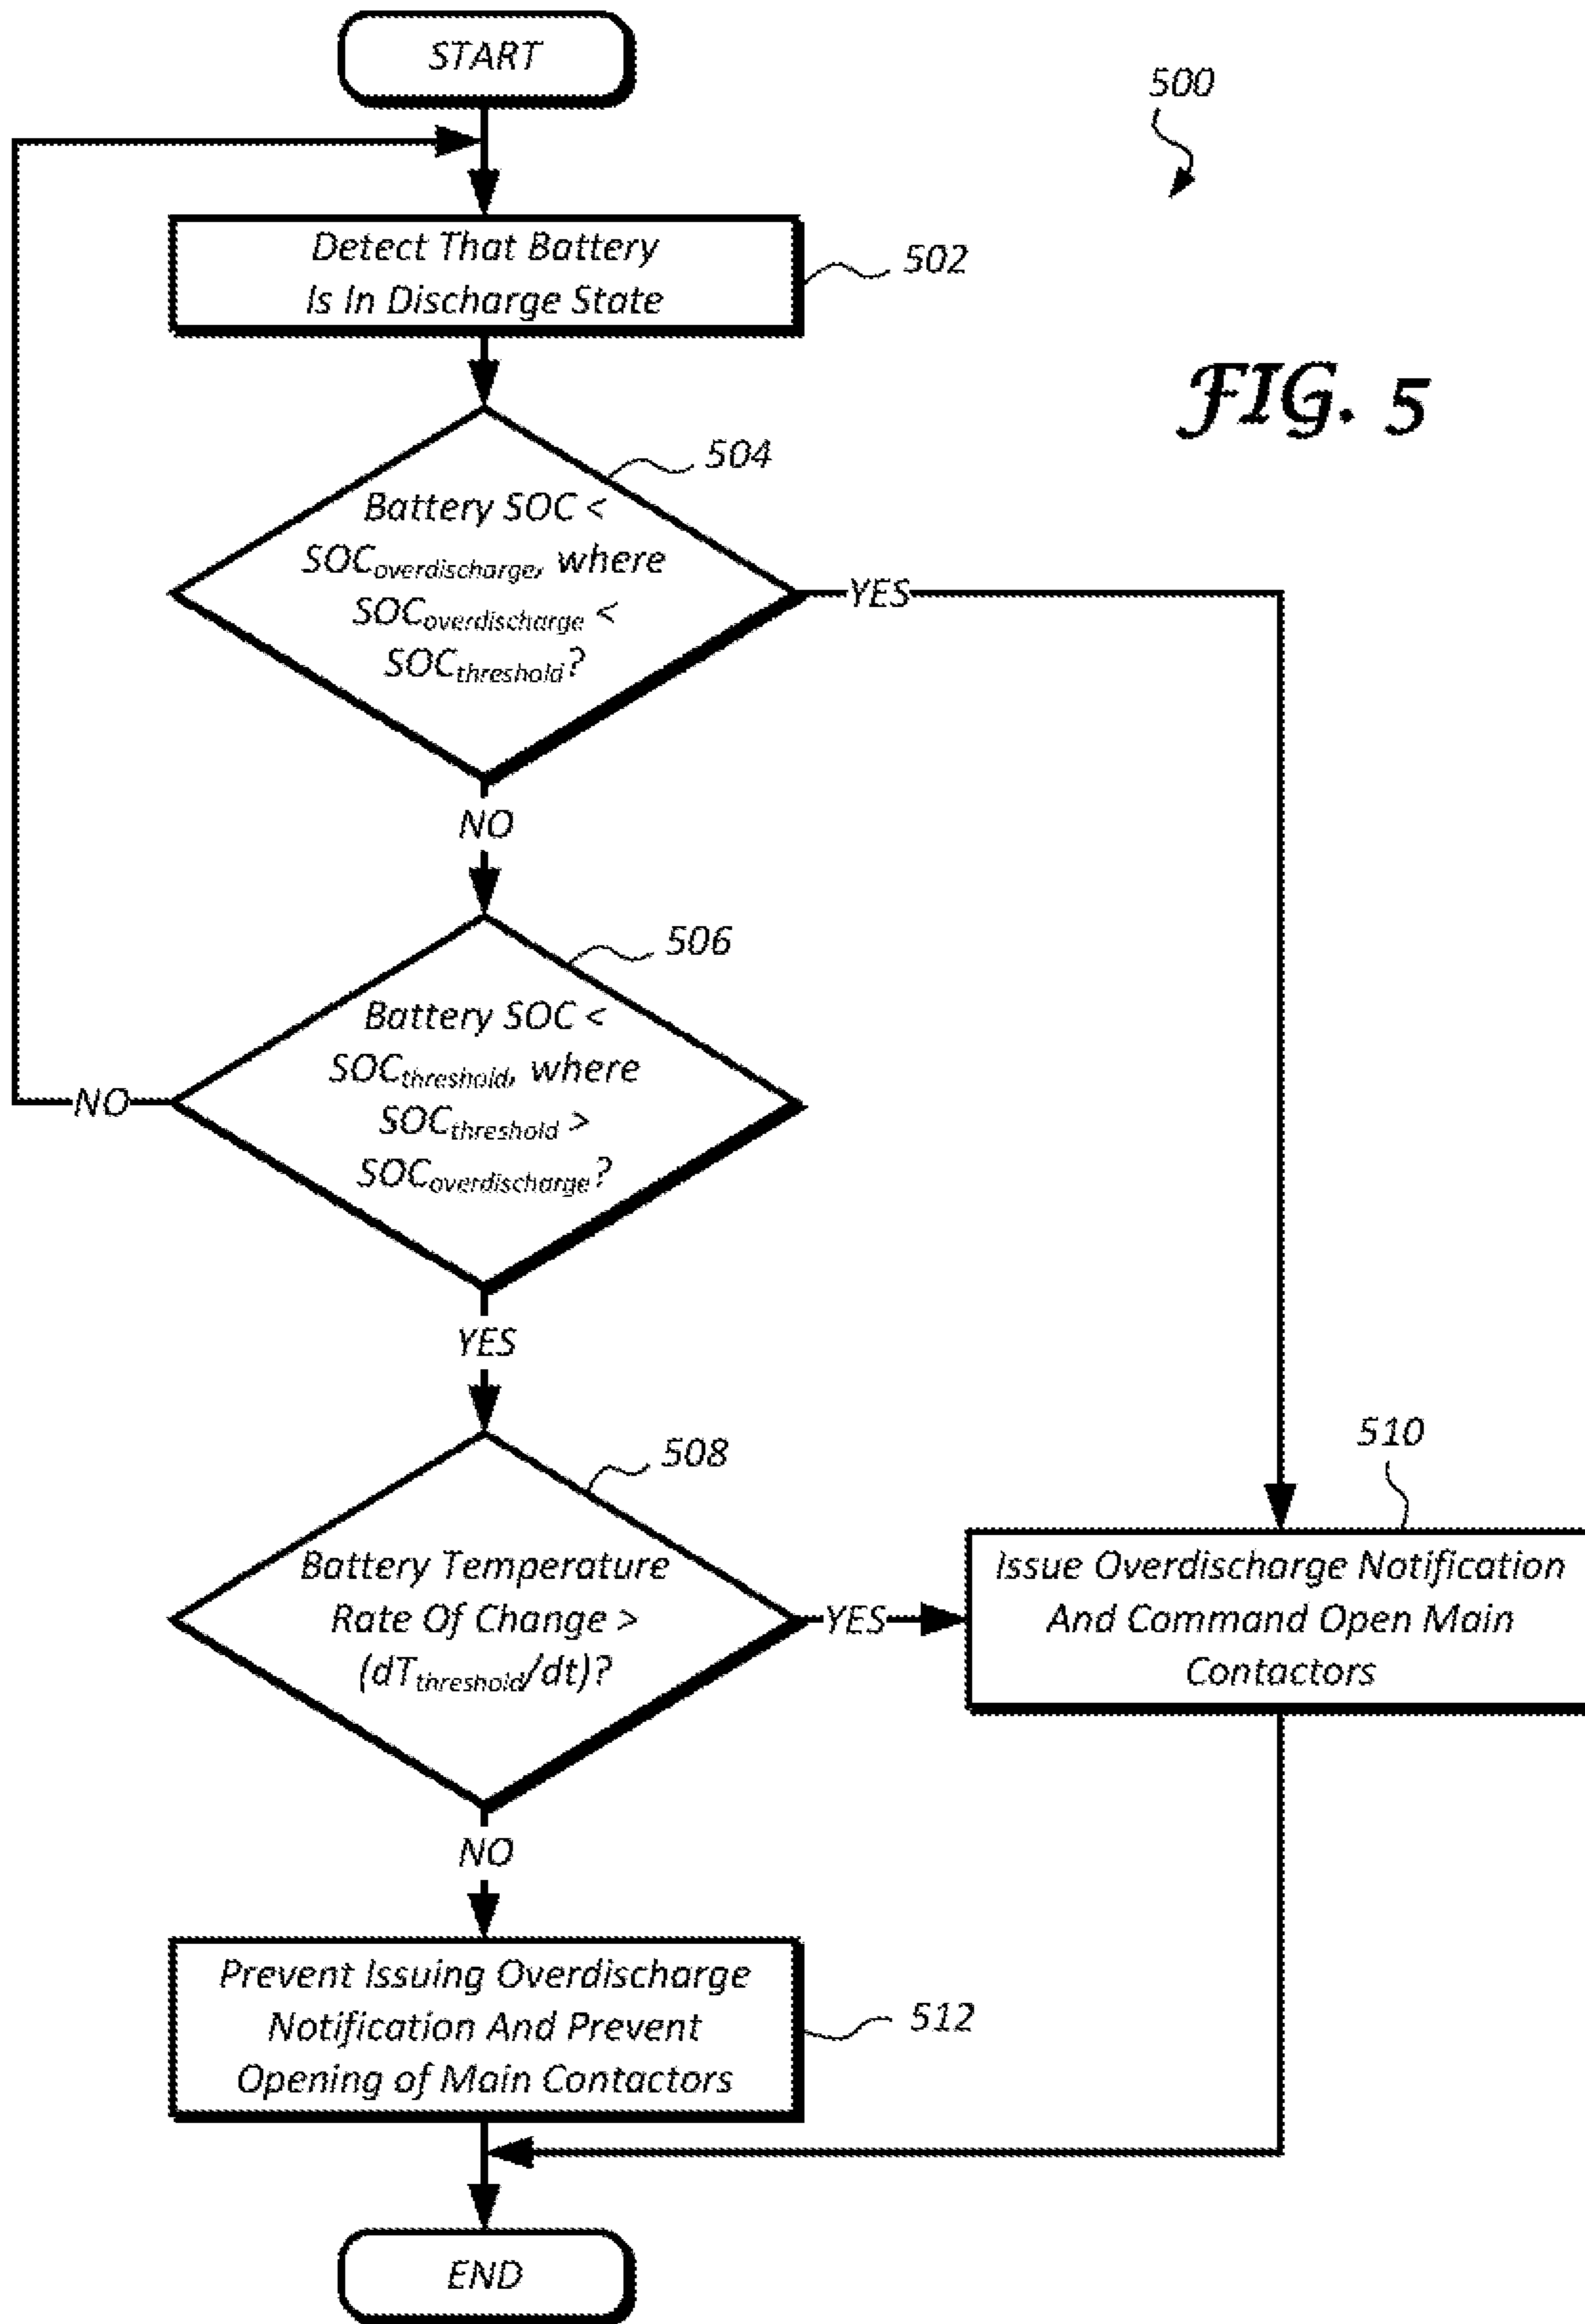 START
500
Detect That Battery
Is In Discharge State
502
FIG. 5
504
Battery SOC <
SOCoverdischarge, where
SOCoverdischarge <
SOCthreshold?
YES
NO
506
Battery SOC <
SOCthreshold, where
SOCthreshold >
SOCoverdischarge?
NO
YES
508
Battery Temperature
Rate Of Change >
(dTthreshold/dt)?
YES
510
Issue Overdischarge Notification
And Command Open Main
Contactors
NO
Prevent Issuing Overdischarge
Notification And Prevent
Opening of Main Contactors
512
END